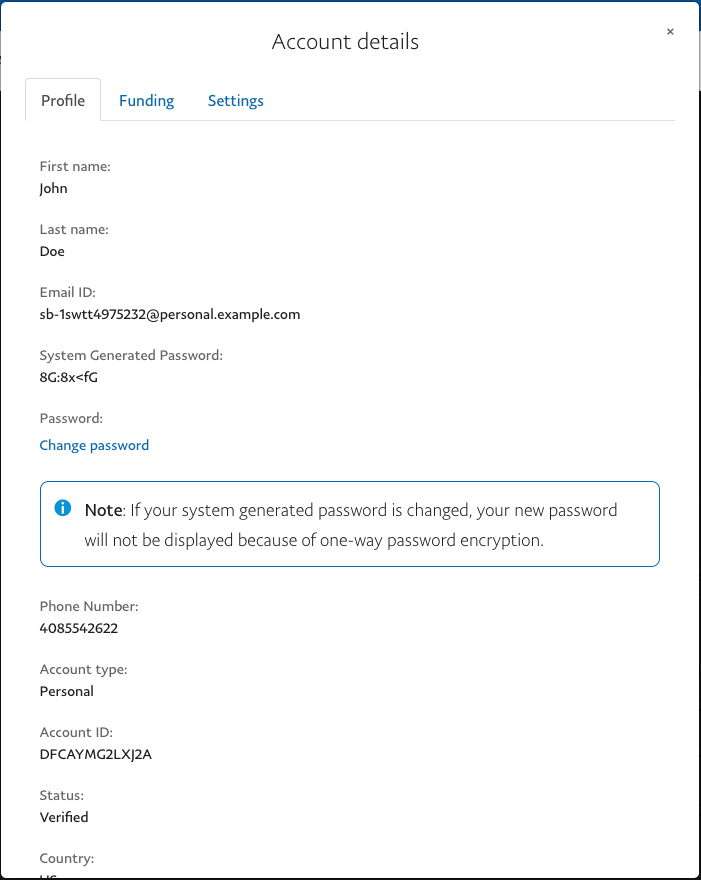 Account details
×
Profile
Funding
Settings
First name:
John
Last name:
Doe
Email ID:
sb-1swtt4975232@personal.example.com
System Generated Password:
8G:8x<fG
Password:
Change password
Note: If your system generated password is changed, your new password
will not be displayed because of one-way password encryption.
Phone Number:
4085542622
Account type:
Personal
Account ID:
DFCAYMG2LXJ2A
Status:
Verified
Country: